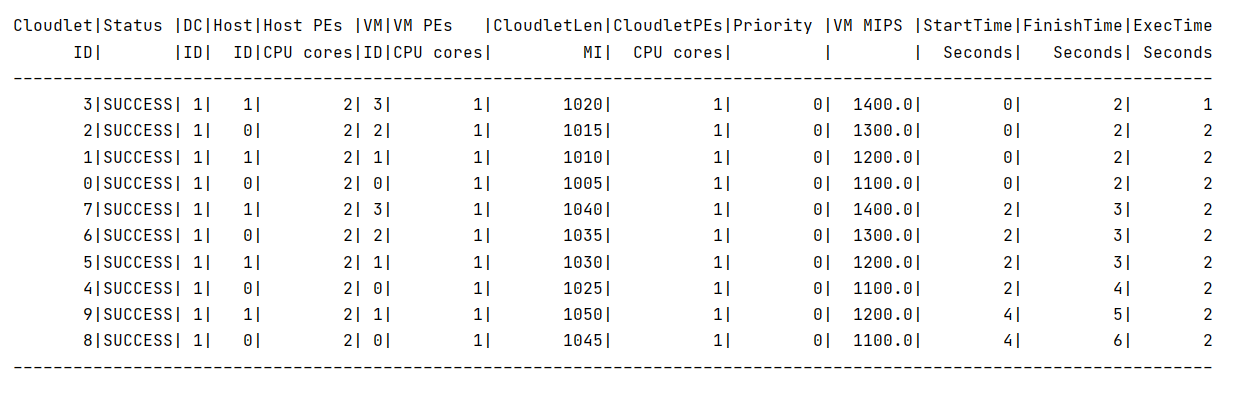 Cloudlet|Status |DC|Host|Host PEs |VM|VM PEs   |CloudletLen|CloudletPEs|Priority |VM MIPS |StartTime|FinishTime|ExecTime
      ID|       |ID|  ID|CPU cores|ID|CPU cores|         MI|  CPU cores|         |        |  Seconds|   Seconds| Seconds
------------------------------------------------------------------------------------------------------------------------
       3|SUCCESS| 1|   1|        2| 3|        1|       1020|          1|        0|  1400.0|        0|         2|       1
       2|SUCCESS| 1|   0|        2| 2|        1|       1015|          1|        0|  1300.0|        0|         2|       2
       1|SUCCESS| 1|   1|        2| 1|        1|       1010|          1|        0|  1200.0|        0|         2|       2
       0|SUCCESS| 1|   0|        2| 0|        1|       1005|          1|        0|  1100.0|        0|         2|       2
       7|SUCCESS| 1|   1|        2| 3|        1|       1040|          1|        0|  1400.0|        2|         3|       2
       6|SUCCESS| 1|   0|        2| 2|        1|       1035|          1|        0|  1300.0|        2|         3|       2
       5|SUCCESS| 1|   1|        2| 1|        1|       1030|          1|        0|  1200.0|        2|         3|       2
       4|SUCCESS| 1|   0|        2| 0|        1|       1025|          1|        0|  1100.0|        2|         4|       2
       9|SUCCESS| 1|   1|        2| 1|        1|       1050|          1|        0|  1200.0|        4|         5|       2
       8|SUCCESS| 1|   0|        2| 0|        1|       1045|          1|        0|  1100.0|        4|         6|       2
------------------------------------------------------------------------------------------------------------------------